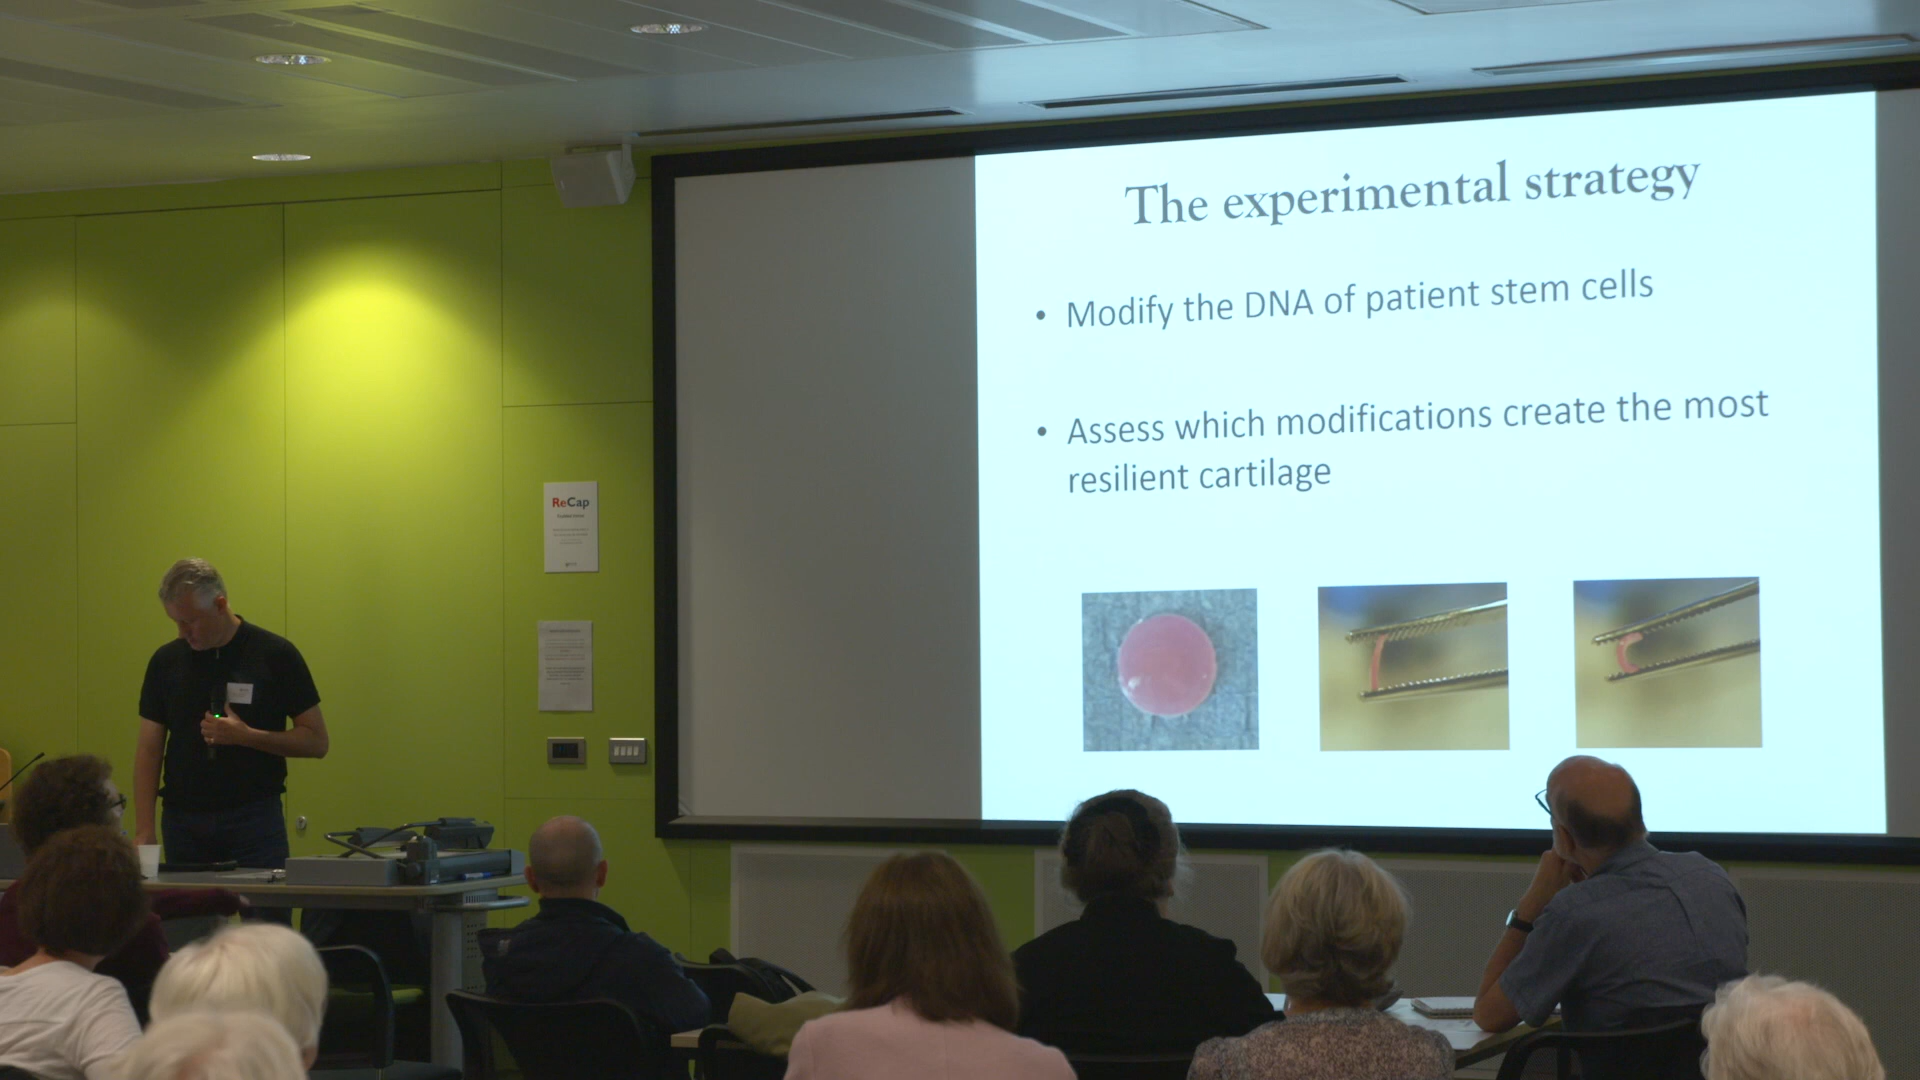 The experimental strategy
• Modify the DNA of patient stem cells
• Assess which modifications create the most
resilient cartilage
ReCap